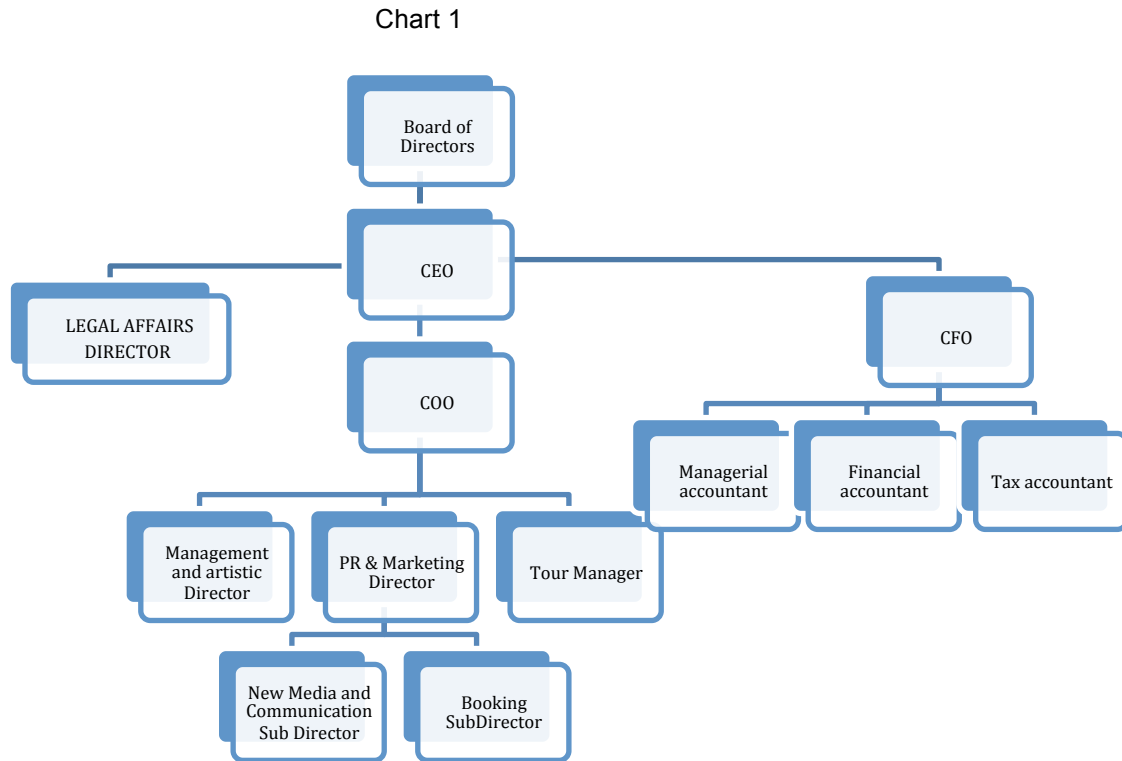 Chart 1
Board of
Directors
CEO
LEGAL AFFAIRS
DIRECTOR
CFO
COO
Managerial
accountant
Financial
accountant
Tax accountant
Management
and artistic
Director
PR & Marketing
Director
Tour Manager
New Media and
Communication
Sub Director
Booking
SubDirector